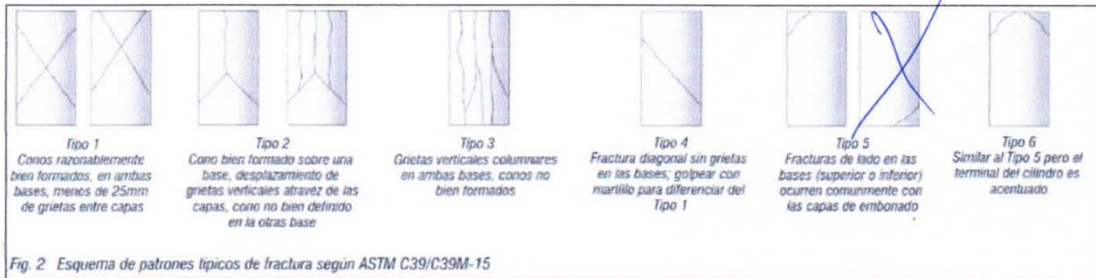 Tipo 1
Conos razonablemente
bien formados, en ambas
bases, menos de 25mm
de grietas entre capas
Tipo 2
Cono bien formado sobre una
base, desplazamiento de
grietas verticales atravez de las
capas, cono no bien definido
en la otras base
Tipo 3
Grietas verticales columnares
en ambas bases, conos no
bien formados
Tipo 4
Fractura diagonal sin grietas
en las bases; golpear con
martillo para diferenciar del
Tipo 1
Tipo 5
Fracturas de lado en las
bases (superior o inferior)
ocurren comunmente con
las capas de embonado
Tipo 6
Similar al Tipo 5 pero el
terminal del cilindro es
acentuado
Fig. 2 Esquema de patrones típicos de fractura según ASTM C39/C39M-15